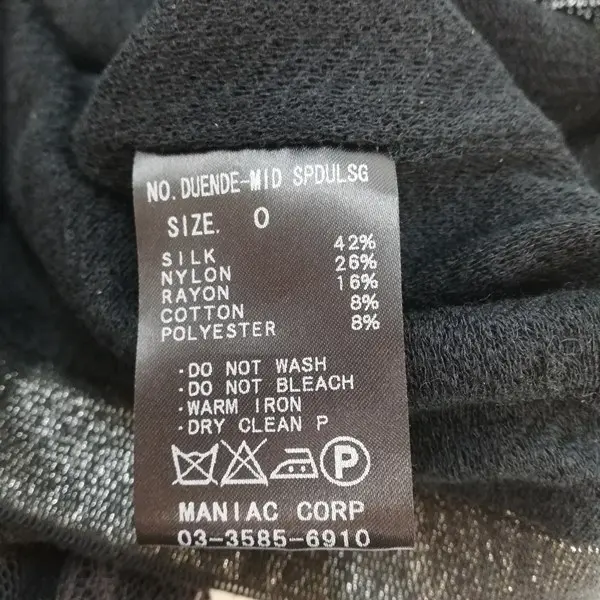 NO. DUENDE-MID SPDULSG
SIZE. 0
SILK 42%
NYLON 26%
RAYON 16%
COTTON 8%
POLYESTER 8%
·DO NOT WASH
·DO NOT BLEACH
·WARM IRON
·DRY CLEAN P
P
MANIAC CORP
03-3585-6910